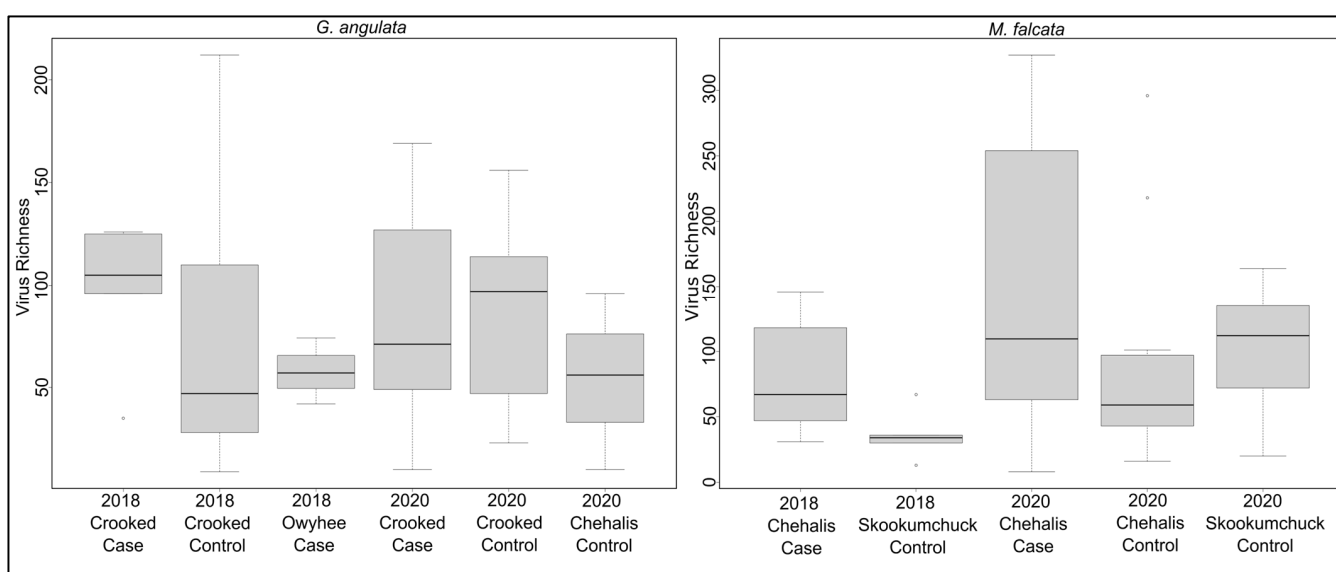 G. angulata
Virus Richness
200
150
100
50
2018 Crooked Case
2018 Crooked Control
2018 Owyhee Case
2020 Crooked Case
2020 Crooked Control
2020 Chehalis Control
M. falcata
Virus Richness
300
250
200
150
100
50
0
2018 Chehalis Case
2018 Skookumchuck Control
2020 Chehalis Case
2020 Chehalis Control
2020 Skookumchuck Control